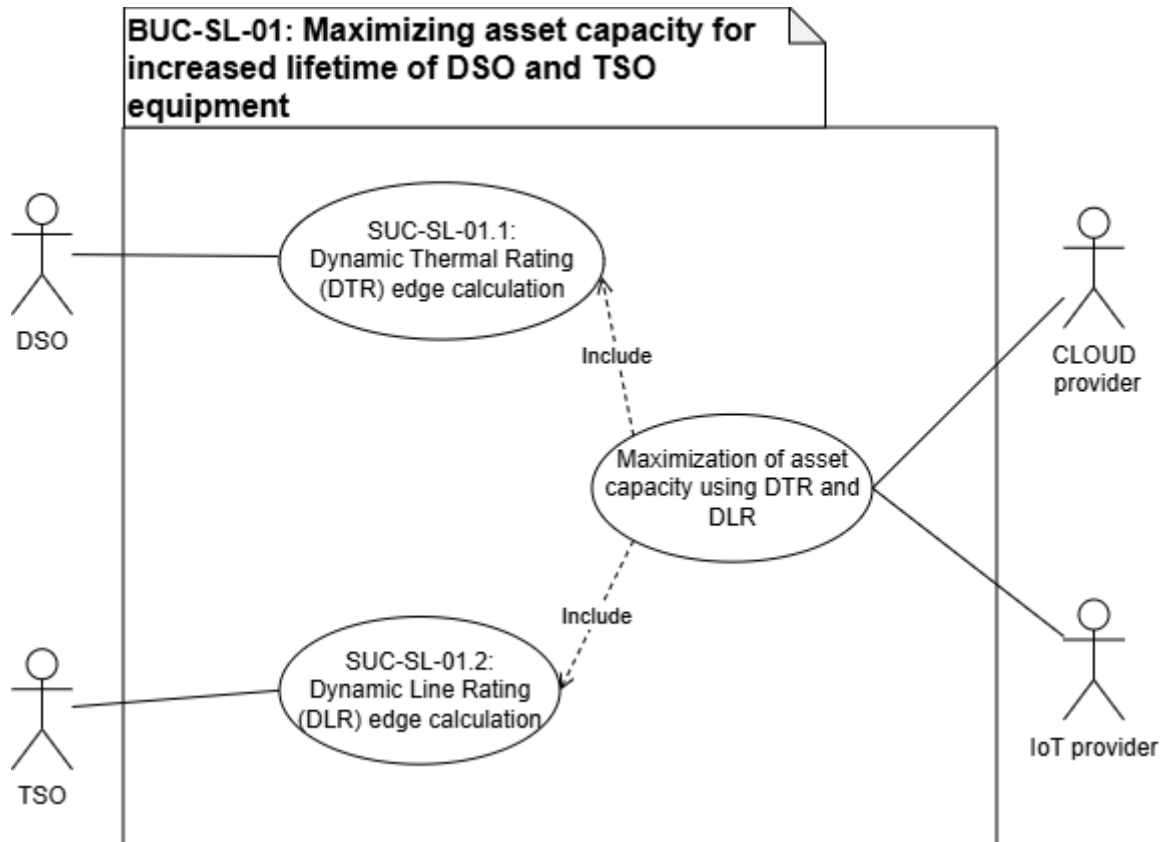 BUC-SL-01: Maximizing asset capacity for
increased lifetime of DSO and TSO
equipment
SUC-SL-01.1:
Dynamic Thermal Rating
(DTR) edge calculation
DSO
Include
CLOUD
provider
Maximization of asset
capacity using DTR and
DLR
Include
SUC-SL-01.2:
Dynamic Line Rating
(DLR) edge calculation
TSO
IoT provider